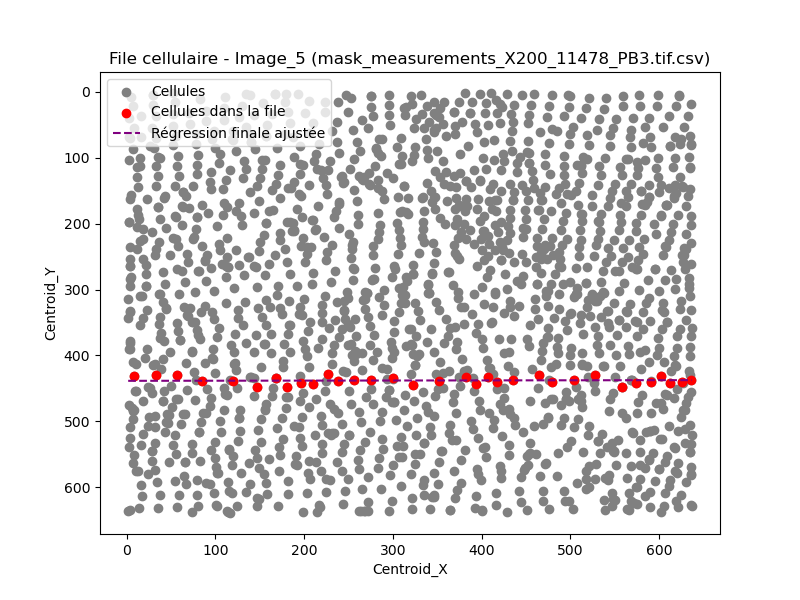 File cellulaire - Image_5 (mask_measurements_X200_11478_PB3.tif.csv)
Cellules
Cellules dans la file
Régression finale ajustée
0
100
200
300
400
500
600
Centroid_Y
0 100 200 300 400 500 600
Centroid_X